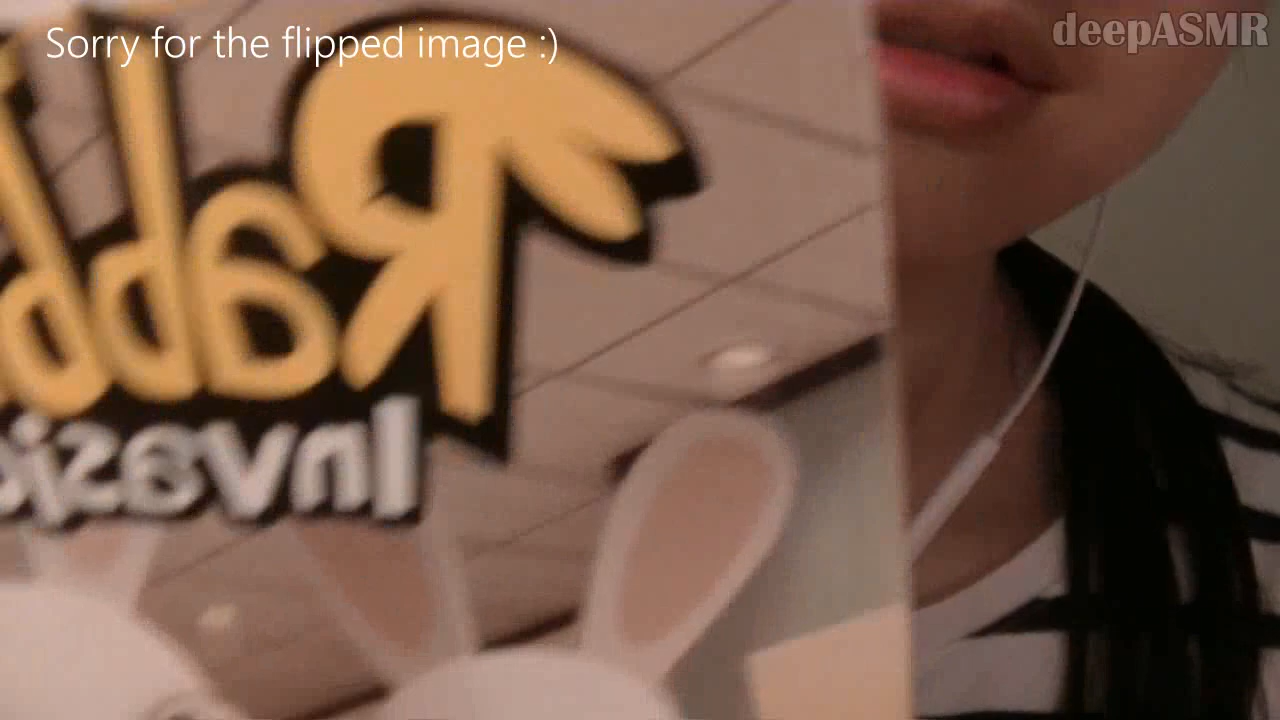 Sorry for the flipped image :)
deepASMR
Rabb
Invasi